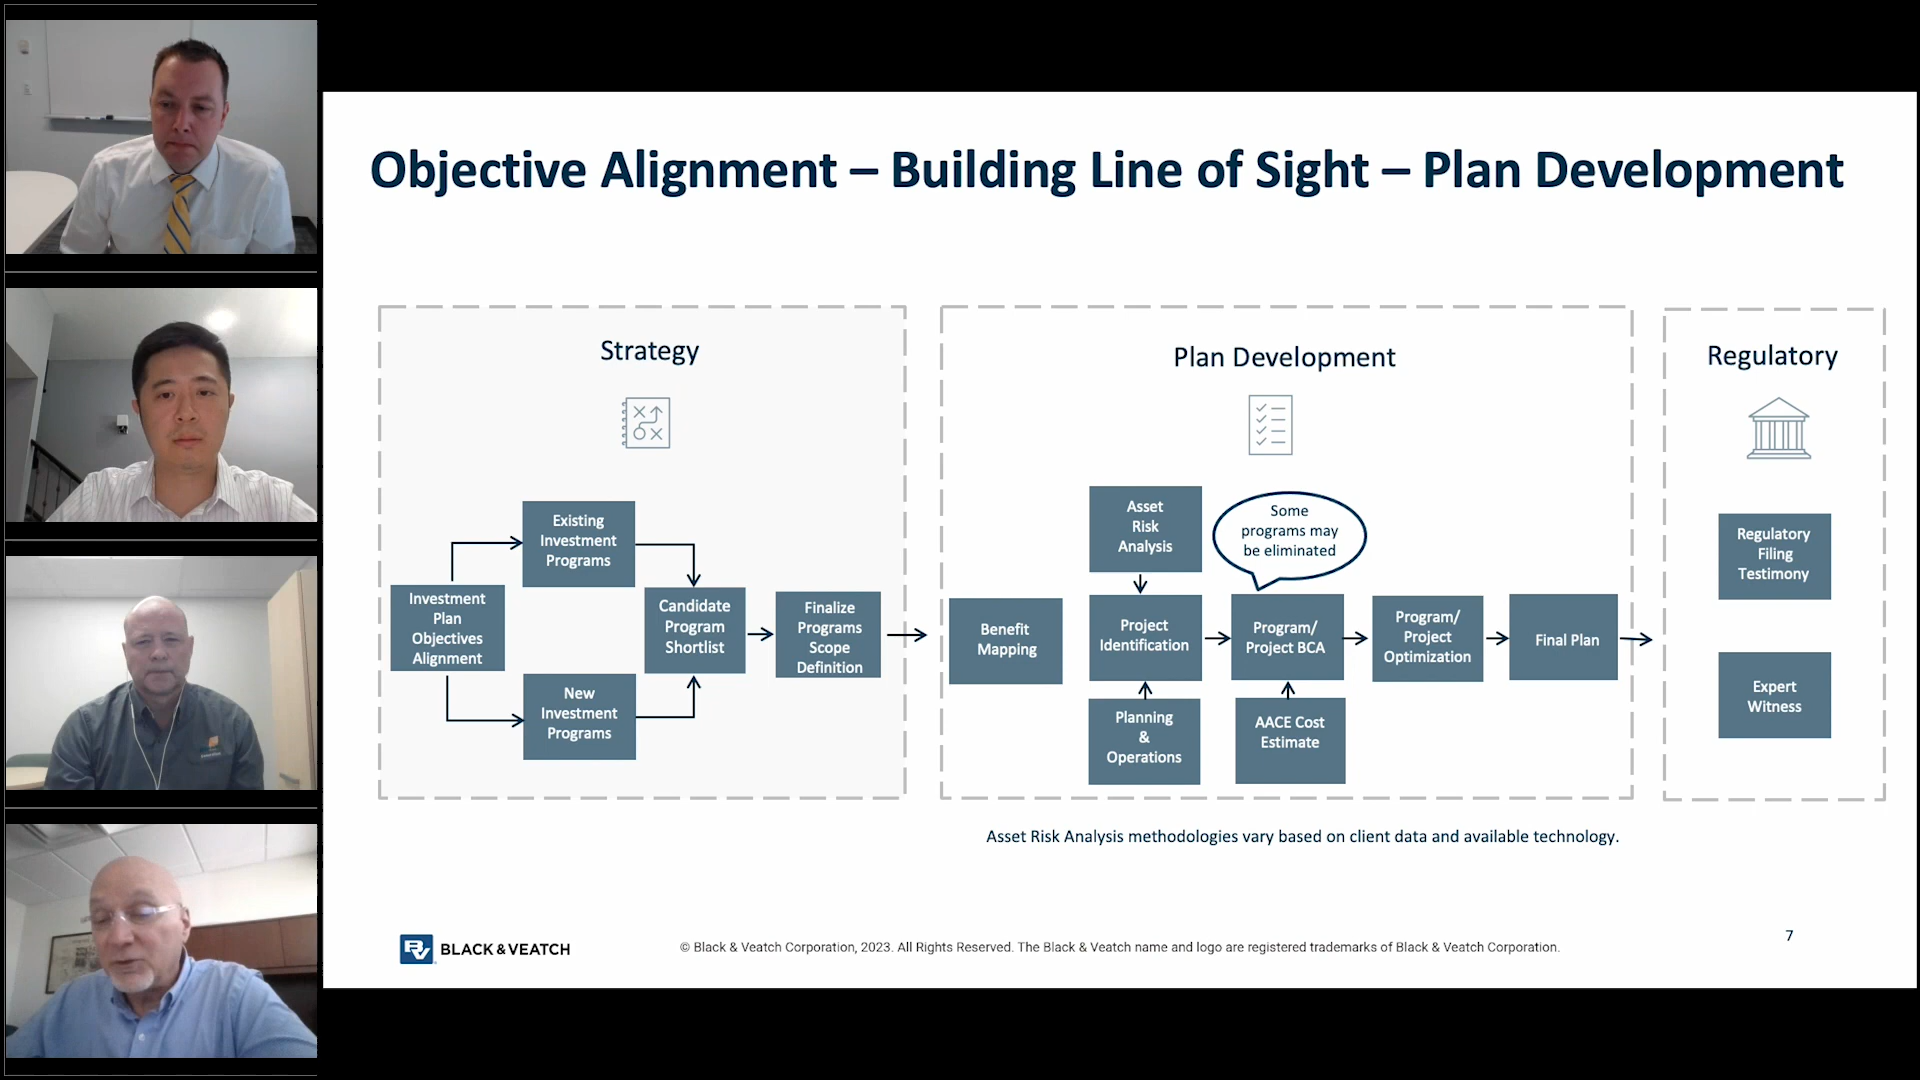 Objective Alignment – Building Line of Sight – Plan Development
Strategy
Existing
Investment
Programs
Investment
Plan
Objectives
Alignment
New
Investment
Programs
Candidate
Program
Shortlist
Finalize
Programs
Scope
Definition
Plan Development
Benefit
Mapping
Asset
Risk
Analysis
Project
Identification
Planning
&
Operations
Some
programs may
be eliminated
Program/
Project BCA
AACE Cost
Estimate
Program/
Project
Optimization
Final Plan
Regulatory
Regulatory
Filing
Testimony
Expert
Witness
Asset Risk Analysis methodologies vary based on client data and available technology.
BV BLACK & VEATCH
© Black & Veatch Corporation, 2023. All Rights Reserved. The Black & Veatch name and logo are registered trademarks of Black & Veatch Corporation.
7